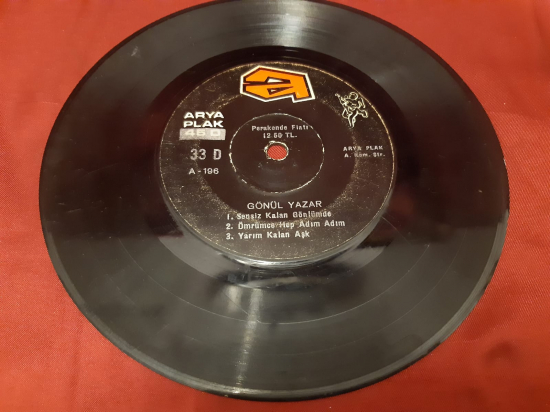 ARYA
PLAK
45 D
33 D
A - 196
Perakende Fiatı
12.50 TL.
ARYA PLAK
GÖNÜL YAZAR
1. Sensiz Kalan Gönlümde
2. Ömrümce Hep Adım Adım
3. Yarım Kalan Aşk